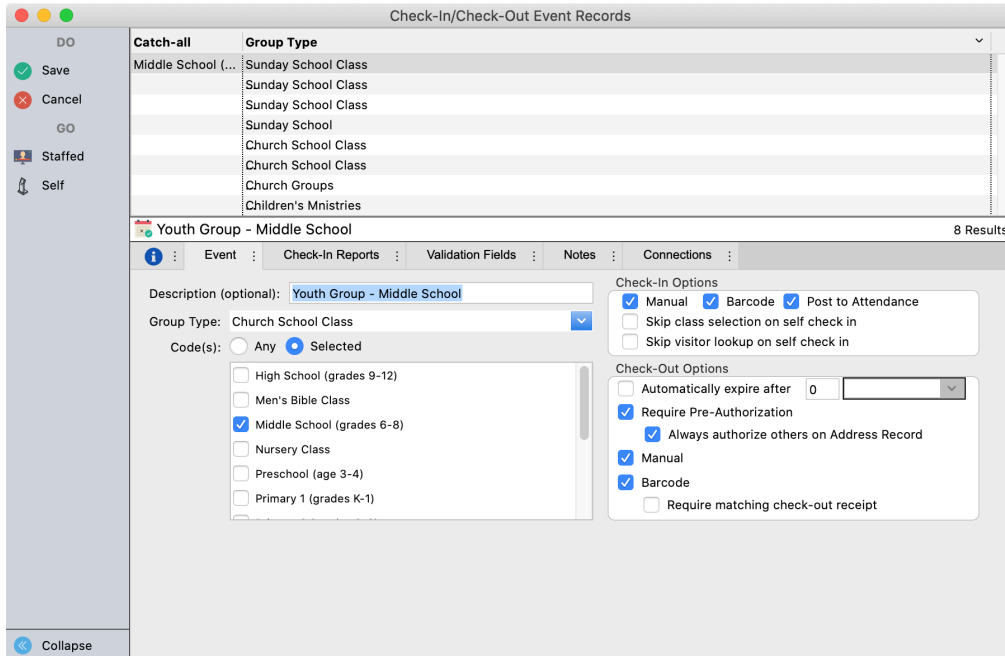 Check-In/Check-Out Event Records
DO
Save
Cancel
GO
Staffed
Self
Collapse
Catch-all Group Type
Middle School (... Sunday School Class
Sunday School Class
Sunday School Class
Sunday School
Church School Class
Church School Class
Church Groups
Children's Mnistries
Youth Group - Middle School 8 Results
Event Check-In Reports Validation Fields Notes Connections
Description (optional): Youth Group - Middle School
Group Type: Church School Class
Code(s): Any Selected
High School (grades 9-12)
Men's Bible Class
Middle School (grades 6-8)
Nursery Class
Preschool (age 3-4)
Primary 1 (grades K-1)
Check-In Options
Manual Barcode Post to Attendance
Skip class selection on self check in
Skip visitor lookup on self check in
Check-Out Options
Automatically expire after 0
Require Pre-Authorization
Always authorize others on Address Record
Manual
Barcode
Require matching check-out receipt